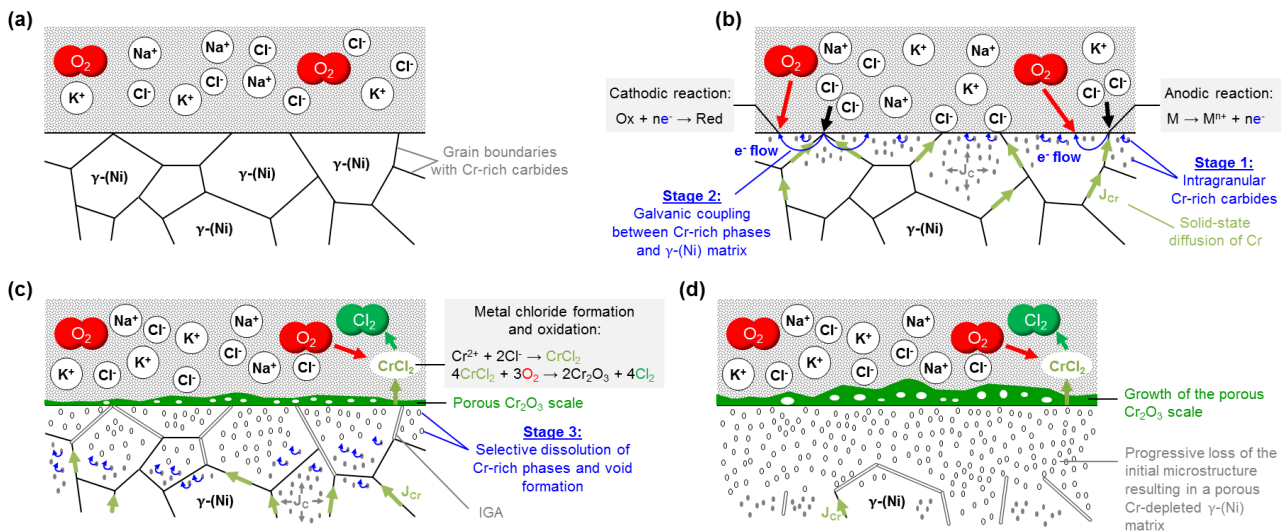 (a)
O2
Na+
Na+
Cl-
Cl-
O2
Cl-
K+
Cl-
K+
Cl-
Na+
Cl-
K+
γ-(Ni)
γ-(Ni)
γ-(Ni)
γ-(Ni)
Grain boundaries
with Cr-rich carbides
(b)
Cathodic reaction:
Ox + ne- → Red
O2
Na+
Cl-
Cl-
K+
Na+
Cl-
Cl-
O2
K+
Cl-
Cl-
Anodic reaction:
M → Mn+ + ne-
e- flow
e- flow
JC
Stage 1:
Intragranular
Cr-rich carbides
Stage 2:
Galvanic coupling
between Cr-rich phases
and γ-(Ni) matrix
γ-(Ni)
JCr
Solid-state
diffusion of Cr
(c)
O2
Na+
Cl-
K+
Na+
Cl-
O2
Cl2
K+
Cl-
K+
Cl-
Na+
Cl-
CrCl2
Metal chloride formation
and oxidation:
Cr2+ + 2Cl- → CrCl2
4CrCl2 + 3O2 → 2Cr2O3 + 4Cl2
Porous Cr2O3 scale
Stage 3:
Selective dissolution of
Cr-rich phases and void
formation
γ-(Ni)
JC
JCr
IGA
(d)
O2
Na+
Cl-
K+
Na+
Cl-
O2
Cl2
K+
Cl-
K+
Cl-
Na+
Cl-
CrCl2
Growth of the porous
Cr2O3 scale
Progressive loss of the
initial microstructure
resulting in a porous
Cr-depleted γ-(Ni)
matrix
JCr
γ-(Ni)